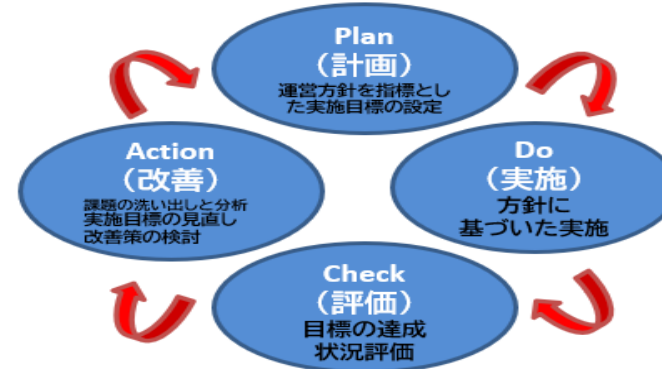 Plan
（計画）
運営方針を指標とし
た実施目標の設定
Do
（実施）
方針に
基づいた実施
Check
（評価）
目標の達成
状況評価
Action
（改善）
課題の洗い出しと分析
実施目標の見直し
改善策の検討